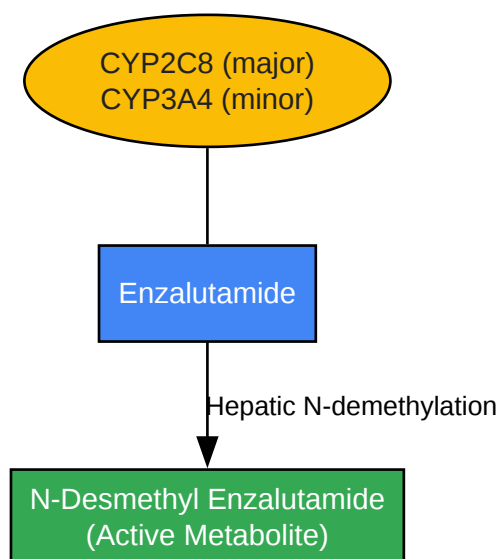 CYP2C8 (major)
CYP3A4 (minor)
Enzalutamide
Hepatic N-demethylation
N-Desmethyl Enzalutamide
(Active Metabolite)